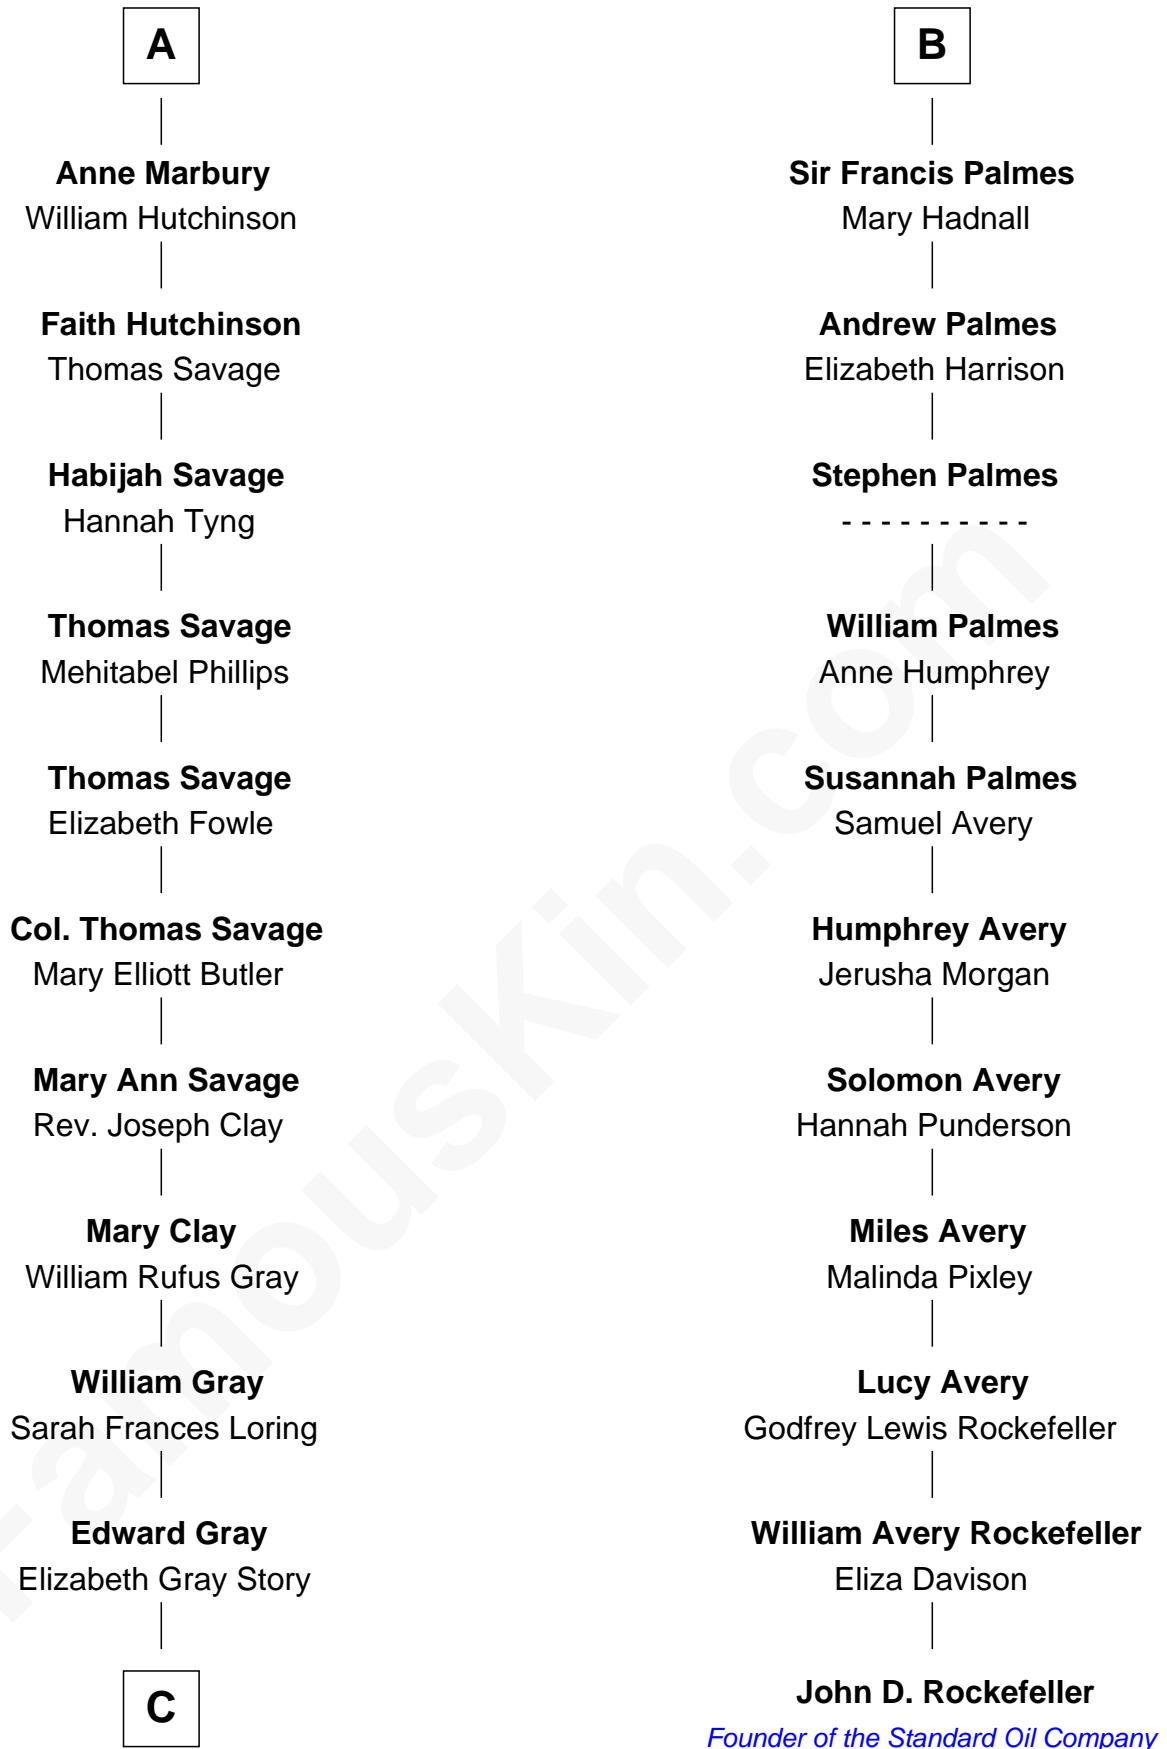 A
Anne Marbury
William Hutchinson
Faith Hutchinson
Thomas Savage
Habijah Savage
Hannah Tyng
Thomas Savage
Mehitabel Phillips
Thomas Savage
Elizabeth Fowle
Col. Thomas Savage
Mary Elliott Butler
Mary Ann Savage
Rev. Joseph Clay
Mary Clay
William Rufus Gray
William Gray
Sarah Frances Loring
Edward Gray
Elizabeth Gray Story
C
B
Sir Francis Palmes
Mary Hadnall
Andrew Palmes
Elizabeth Harrison
Stephen Palmes
- - - - - - - - - -
William Palmes
Anne Humphrey
Susannah Palmes
Samuel Avery
Humphrey Avery
Jerusha Morgan
Solomon Avery
Hannah Punderson
Miles Avery
Malinda Pixley
Lucy Avery
Godfrey Lewis Rockefeller
William Avery Rockefeller
Eliza Davison
John D. Rockefeller
Founder of the Standard Oil Company
FamousKin.com